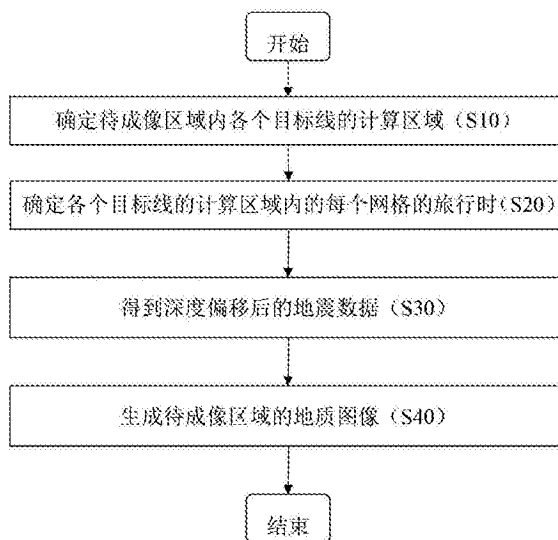 开始
确定待成像区域内各个目标线的计算区域（S10）
确定各个目标线的计算区域内的每个网格的旅行时（S20）
得到深度偏移后的地震数据（S30）
生成待成像区域的地质图像（S40）
结束